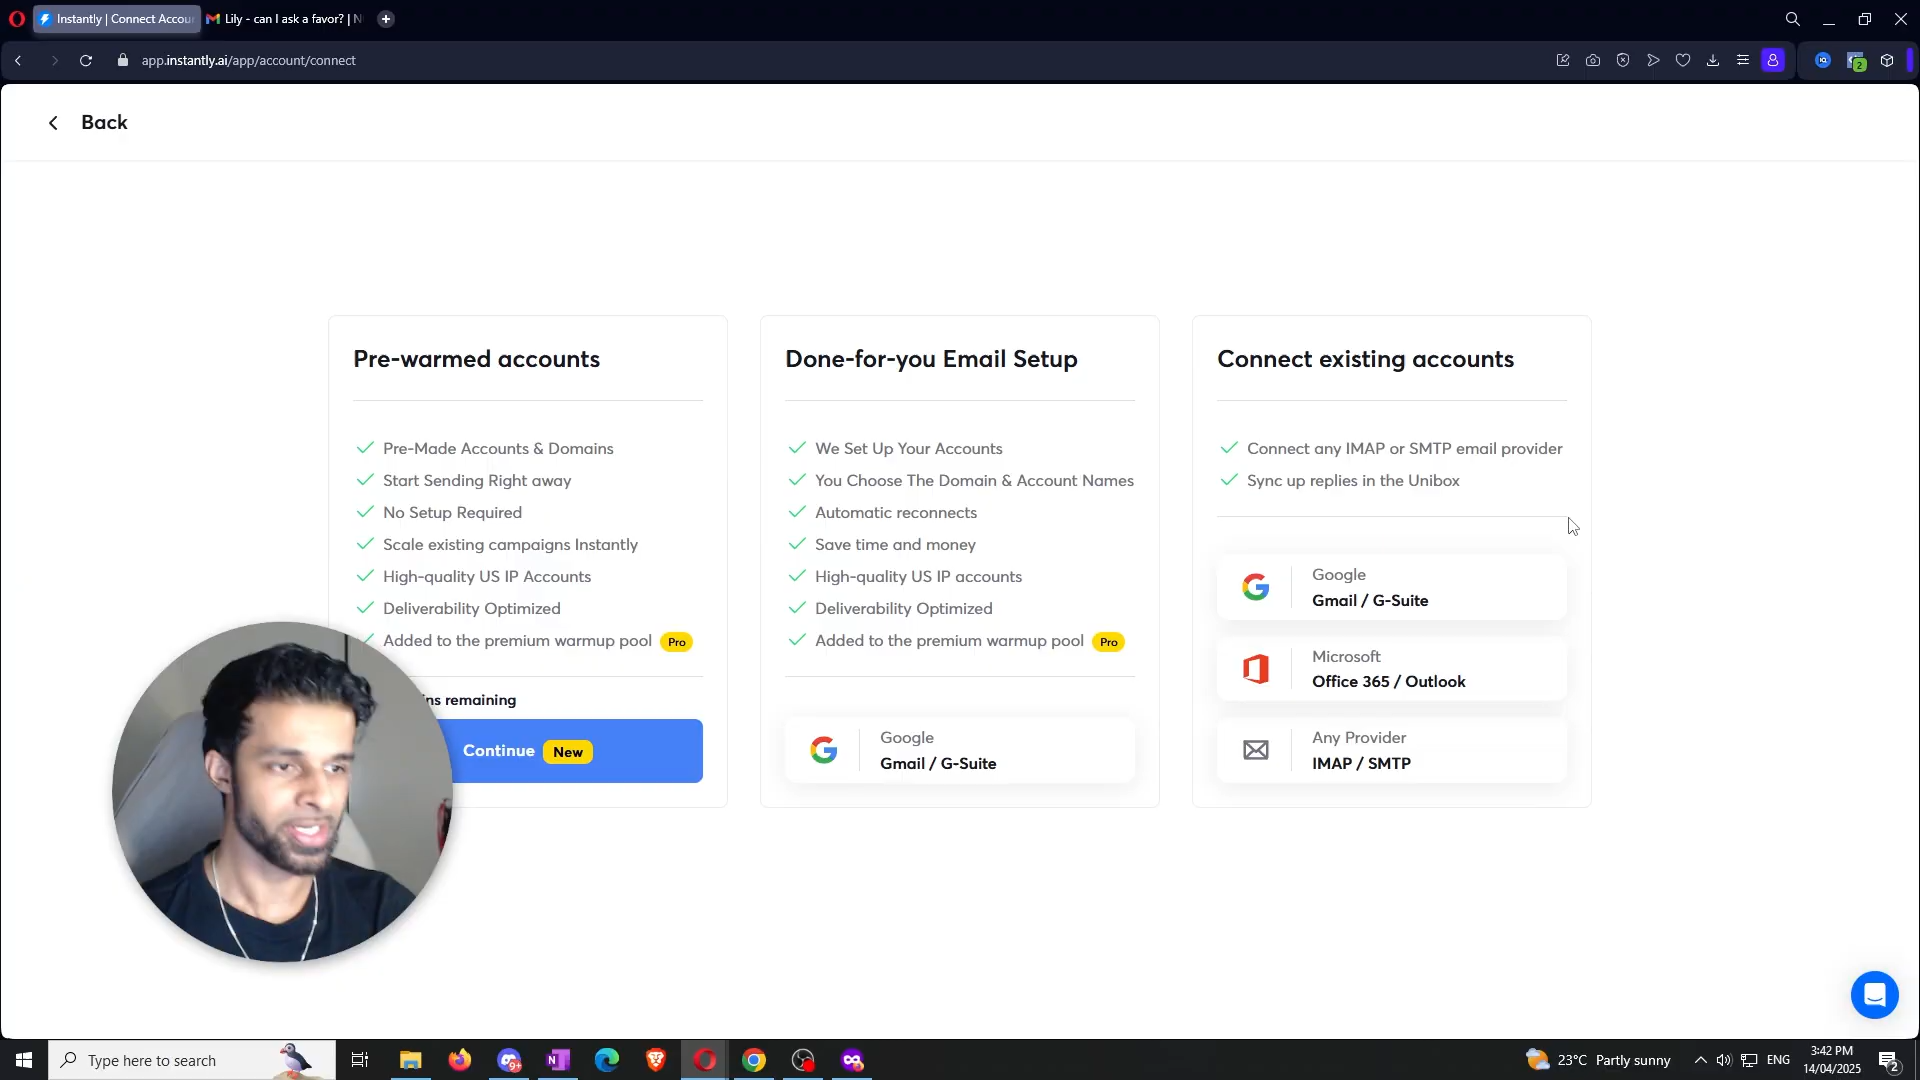 Instantly | Connect Accou
Lily - can I ask a favor? | N
app.instantly.ai/app/account/connect
2
Back
Pre-warmed accounts
Pre-Made Accounts & Domains
Start Sending Right away
No Setup Required
Scale existing campaigns Instantly
High-quality US IP Accounts
Deliverability Optimized
Added to the premium warmup pool Pro
remaining
Continue New
Done-for-you Email Setup
We Set Up Your Accounts
You Choose The Domain & Account Names
Automatic reconnects
Save time and money
High-quality US IP accounts
Deliverability Optimized
Added to the premium warmup pool Pro
Google
Gmail / G-Suite
Connect existing accounts
Connect any IMAP or SMTP email provider
Sync up replies in the Unibox
Google
Gmail / G-Suite
Microsoft
Office 365 / Outlook
Any Provider
IMAP / SMTP
Type here to search
9+
23°C Partly sunny
ENG
3:42 PM
14/04/2025
2